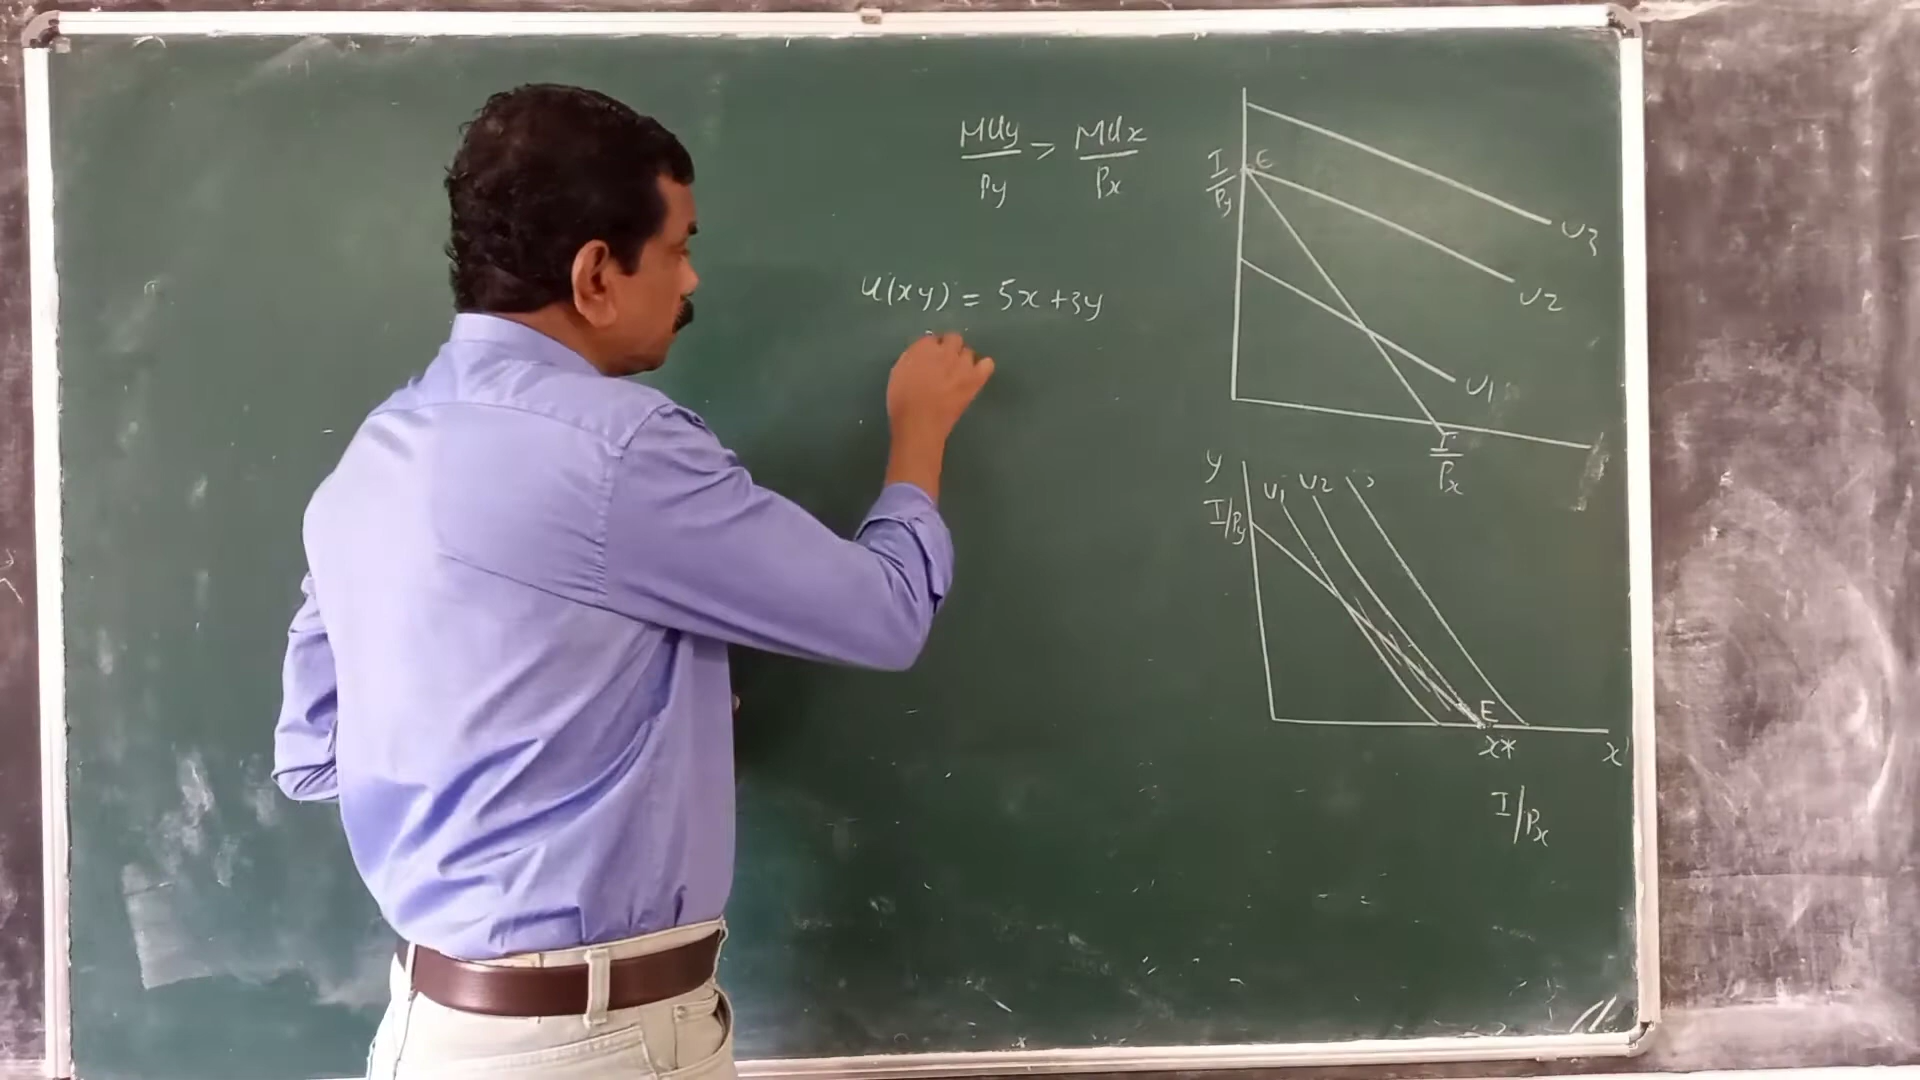 MUy/Py > MUx/Px
U(xy) = 5x+3y
I/Py
E
U3
U2
U1
I/Px
y
U1 U2
I/Py
E
x*
x
I/Px